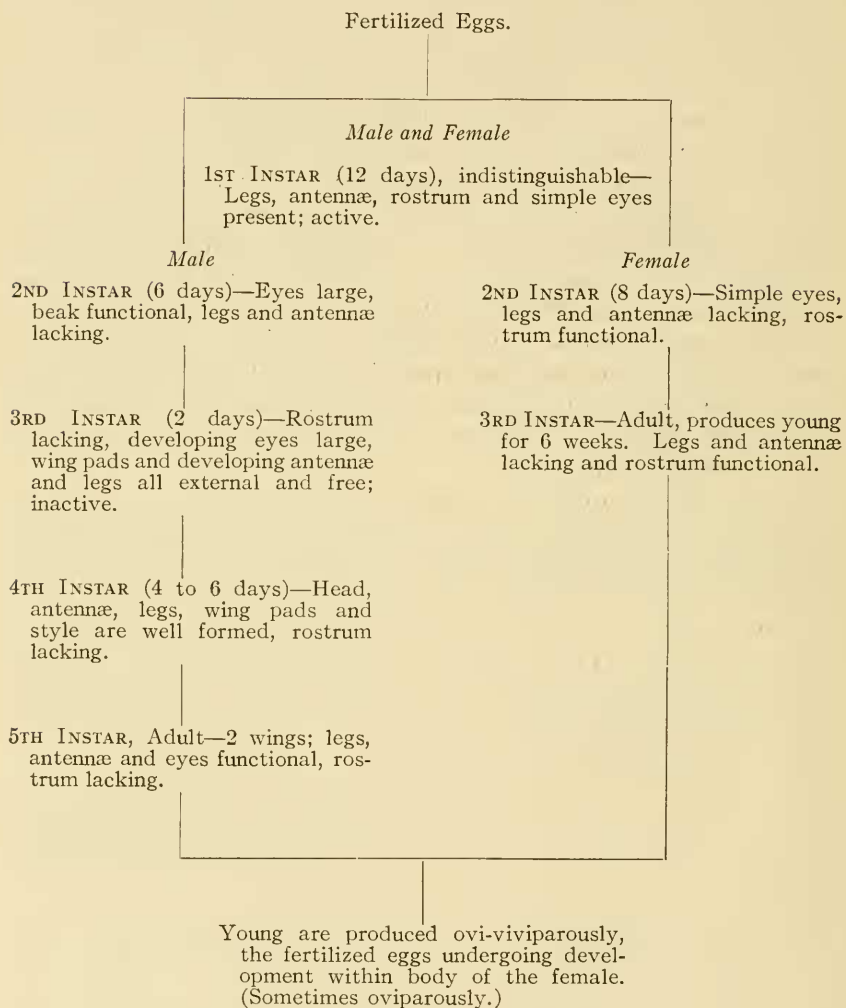 Fertilized Eggs.
Male and Female
1ST INSTAR (12 days), indistinguishable—
Legs, antennæ, rostrum and simple eyes
present; active.
Male
2ND INSTAR (6 days)—Eyes large,
beak functional, legs and antennæ
lacking.
3RD INSTAR (2 days)—Rostrum
lacking, developing eyes large,
wing pads and developing antennæ
and legs all external and free;
inactive.
4TH INSTAR (4 to 6 days)—Head,
antennæ, legs, wing pads and
style are well formed, rostrum
lacking.
5TH INSTAR, Adult—2 wings; legs,
antennæ and eyes functional, ros-
trum lacking.
Female
2ND INSTAR (8 days)—Simple eyes,
legs and antennæ lacking, ros-
trum functional.
3RD INSTAR—Adult, produces young
for 6 weeks. Legs and antennæ
lacking and rostrum functional.
Young are produced ovi-viviparously,
the fertilized eggs undergoing devel-
opment within body of the female.
(Sometimes oviparously.)